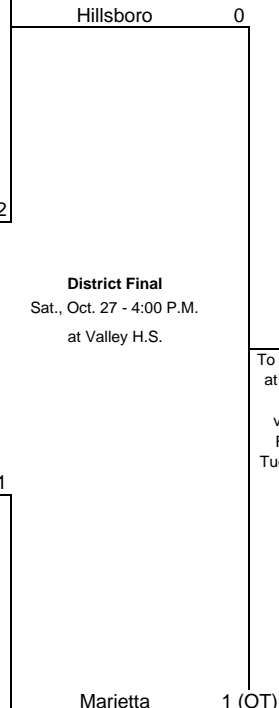 Hillsboro 0
2
District Final
Sat., Oct. 27 - 4:00 P.M.
at Valley H.S.
To
at
1
Marietta 1 (OT)